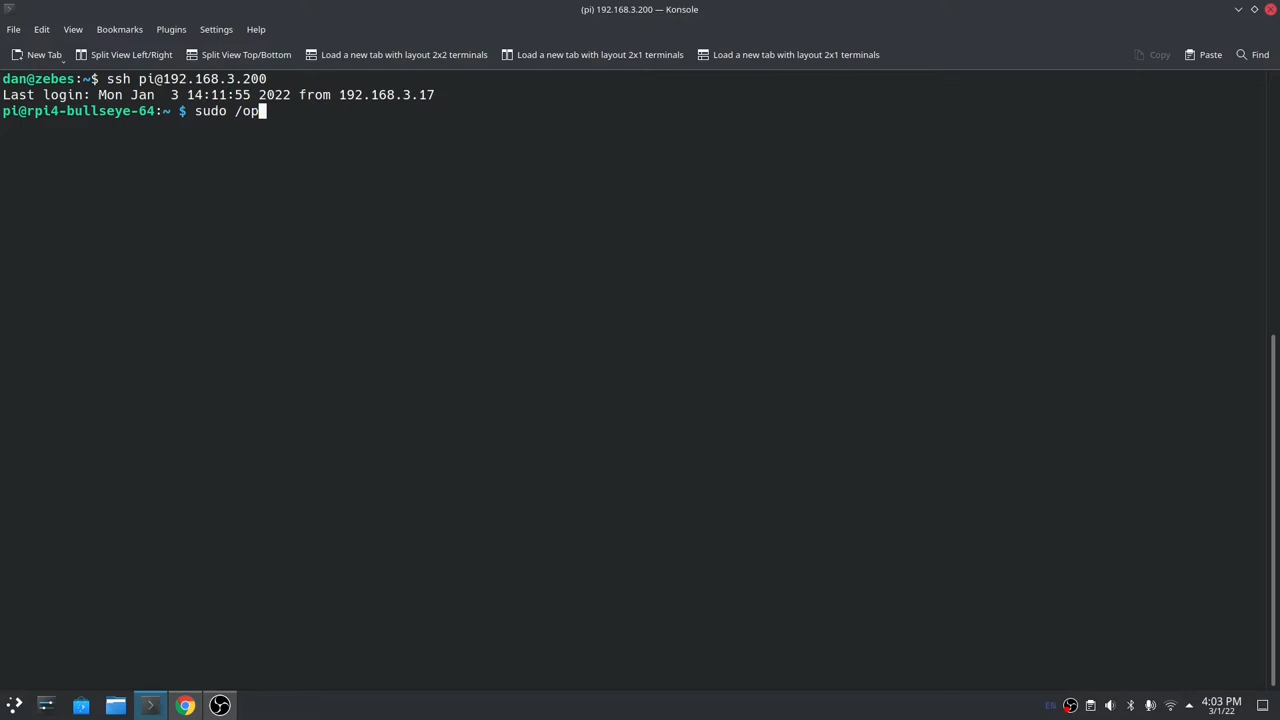 (pi) 192.168.3.200 — Konsole
File Edit View Bookmarks Plugins Settings Help
New Tab Split View Left/Right Split View Top/Bottom Load a new tab with layout 2x2 terminals Load a new tab with layout 2x1 terminals Load a new tab with layout 2x1 terminals Copy Paste Find
dan@zebes:~$ ssh pi@192.168.3.200
Last login: Mon Jan  3 14:11:55 2022 from 192.168.3.17
pi@rpi4-bullseye-64:~ $ sudo /op
EN 4:03 PM
3/1/22